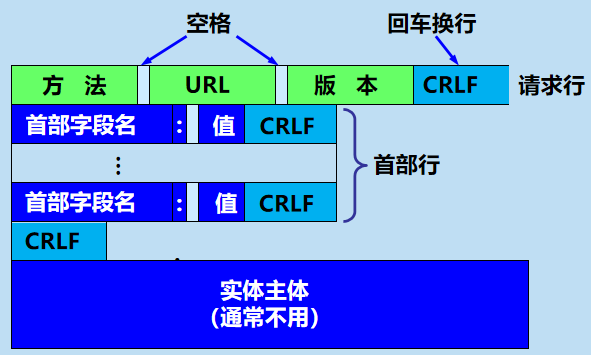 空格 回车换行
方 法 URL 版 本 CRLF 请求行
首部字段名 : 值 CRLF
⋮
首部行
首部字段名 : 值 CRLF
CRLF
实体主体
(通常不用)